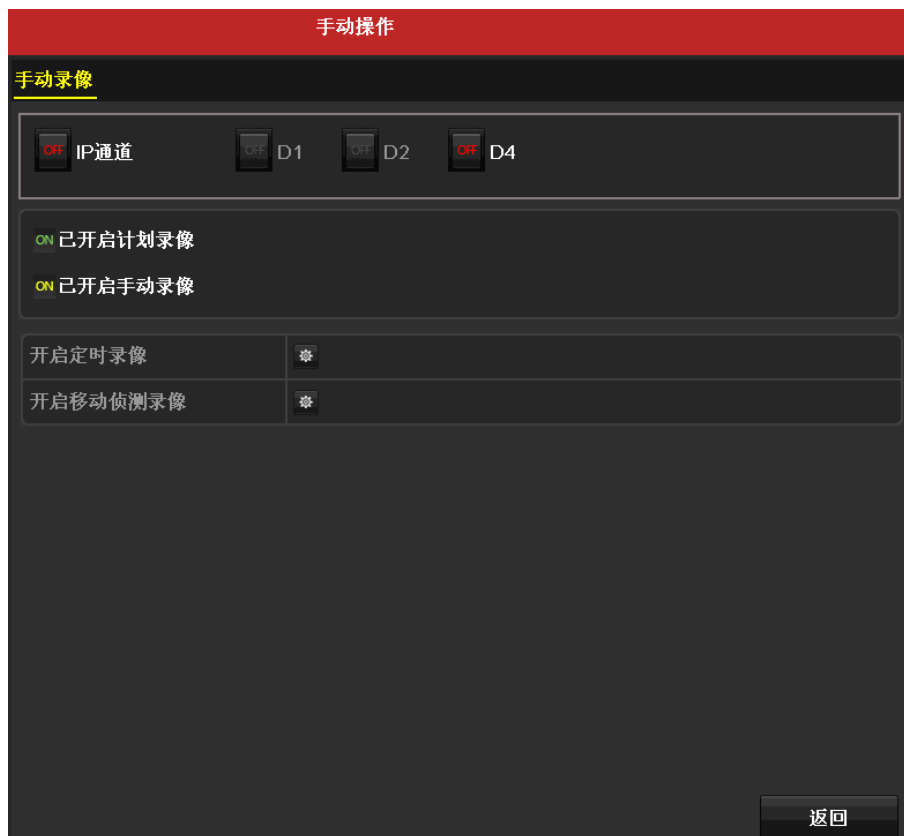 手动操作
手动录像
OFF IP通道 OFF D1 OFF D2 OFF D4
ON 已开启计划录像
ON 已开启手动录像
开启定时录像
开启移动侦测录像
返回